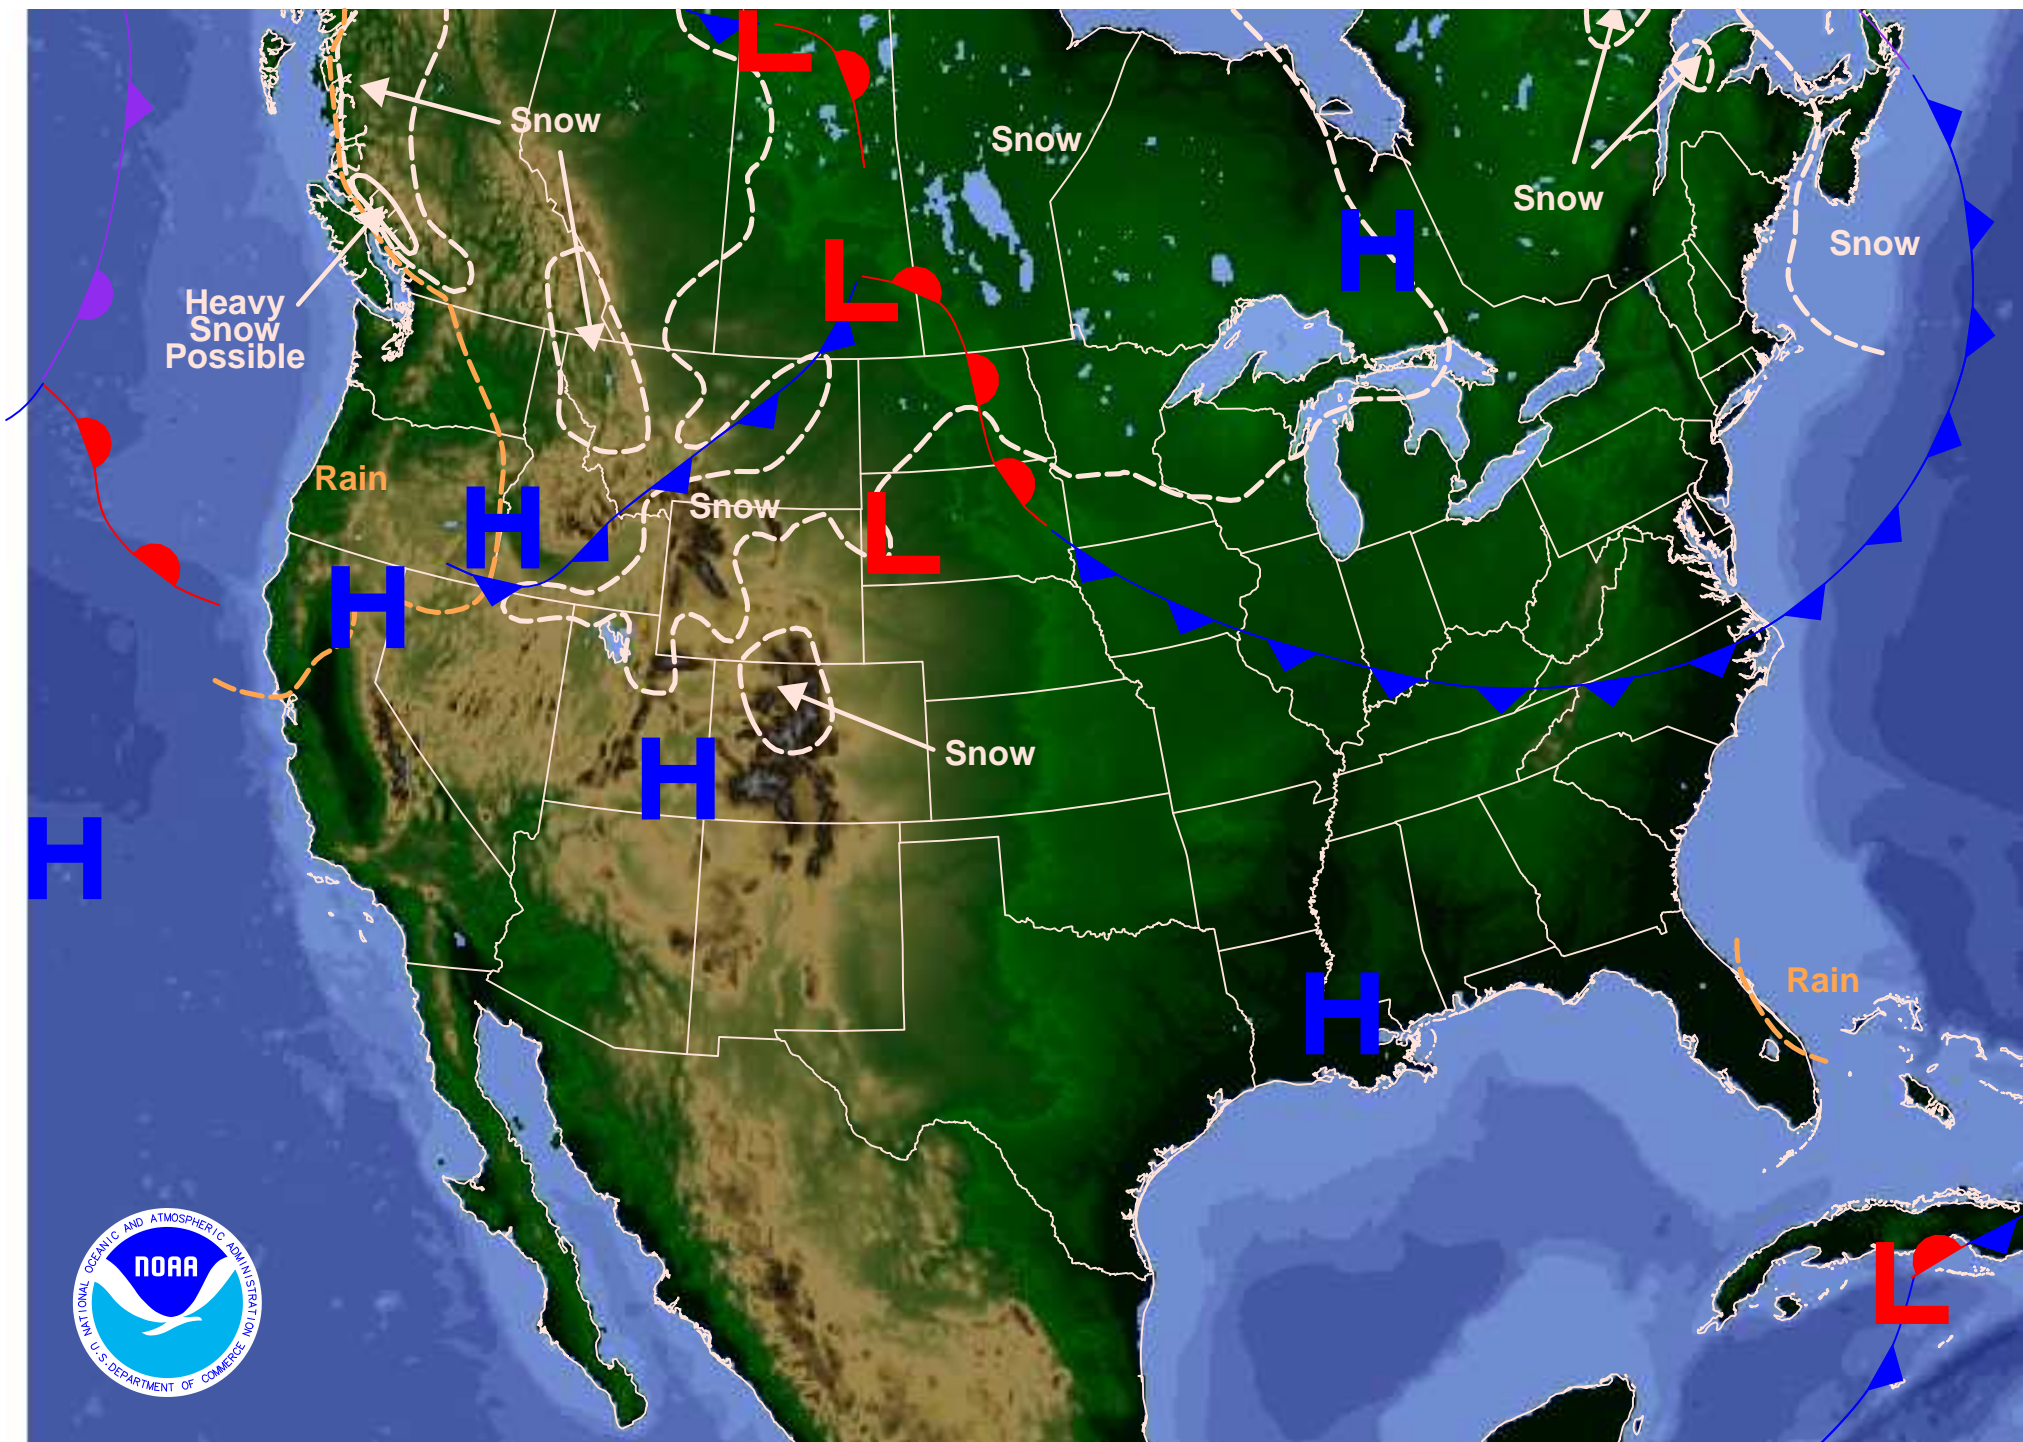 L
Snow
Snow
Snow
Snow
H
L
Heavy
Snow
Possible
Rain
H
Snow
L
H
H
Snow
H
H
Rain
H
L
NATIONAL OCEANIC AND ATMOSPHERIC ADMINISTRATION
NOAA
U.S. DEPARTMENT OF COMMERCE